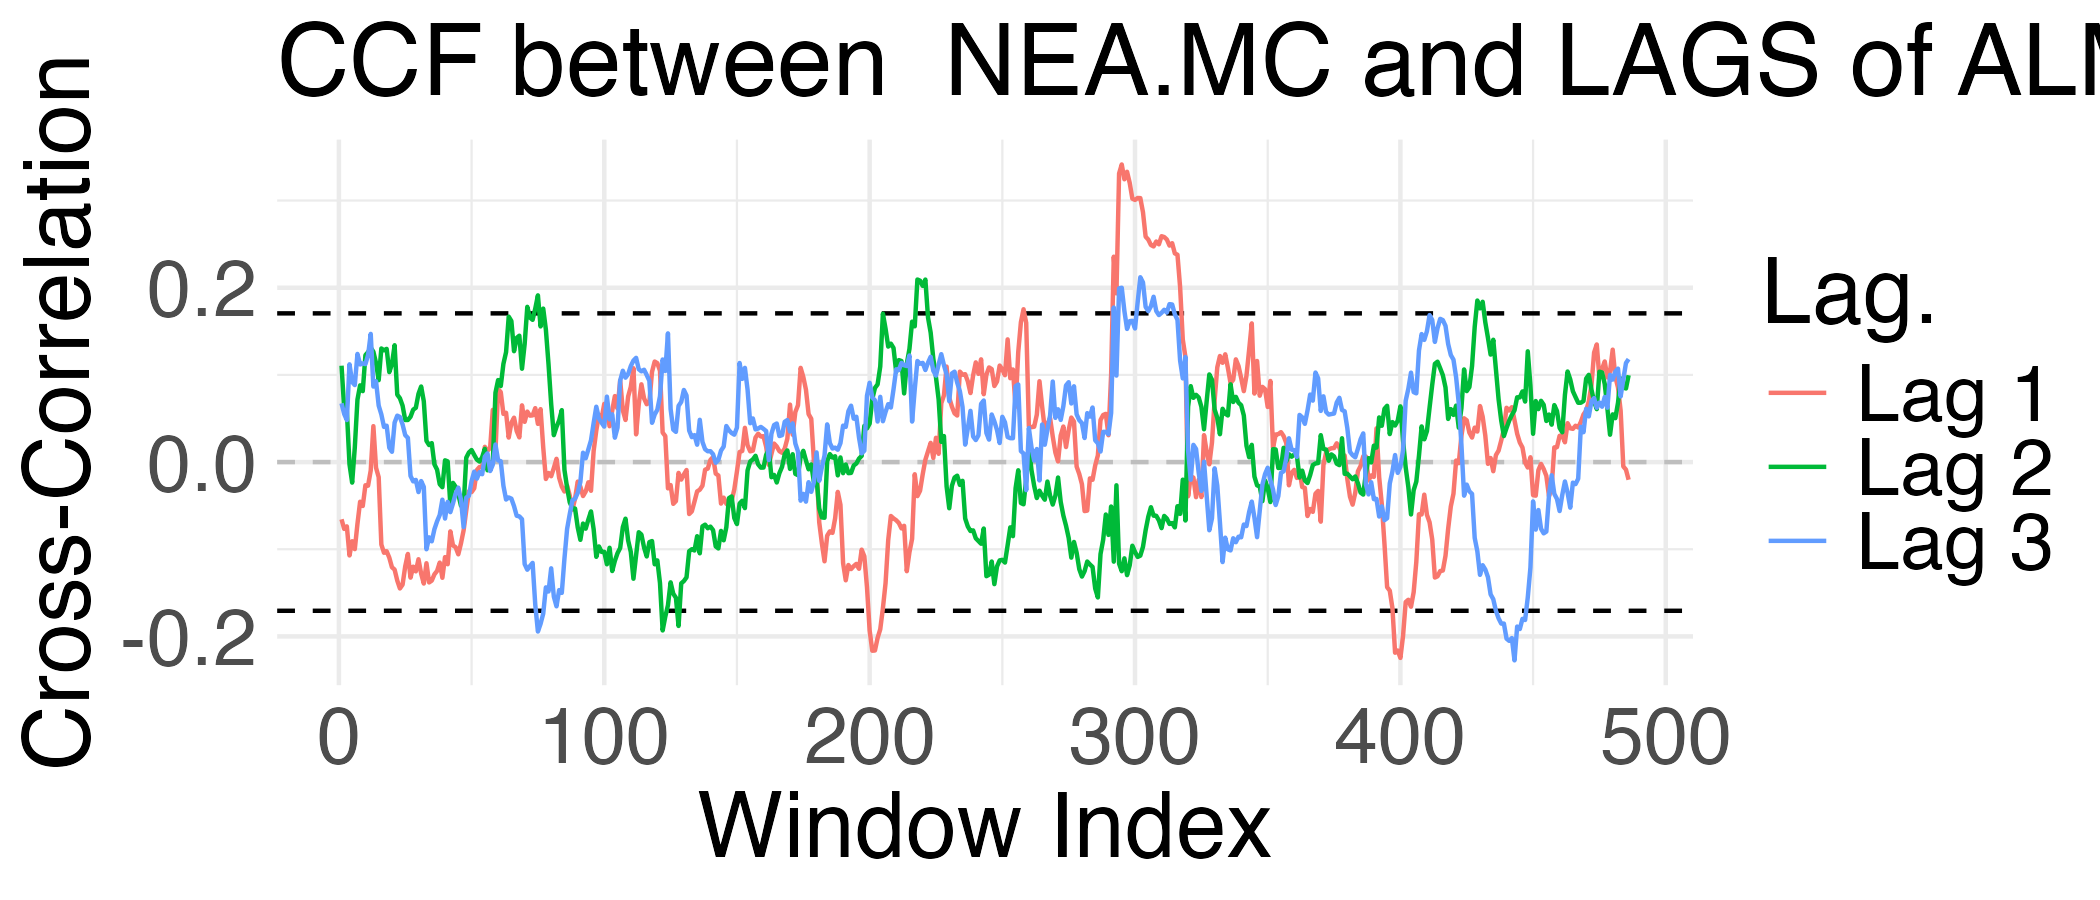 CCF between  NEA.MC and LAGS of
Cross-Correlation
0.2
0.0
-0.2
0
100
200
300
400
500
Window Index
Lag.
Lag 1
Lag 2
Lag 3